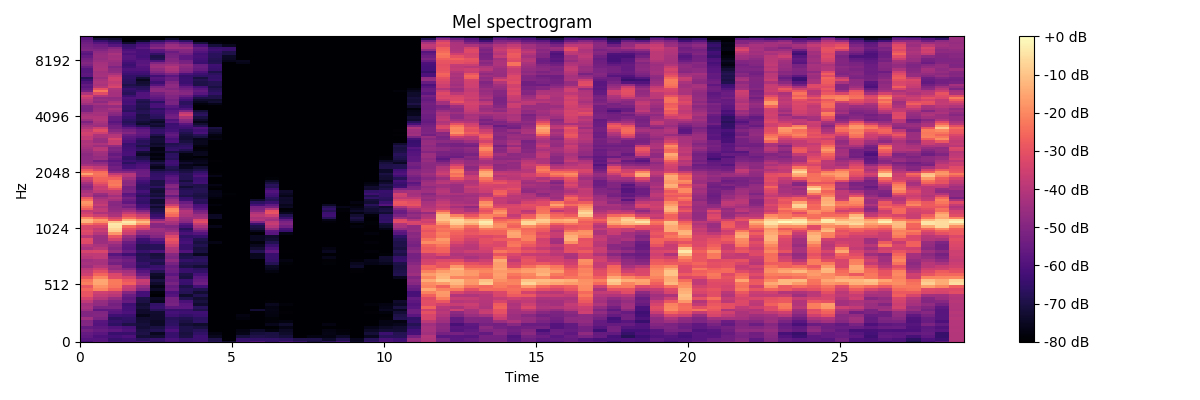 Mel spectrogram
Hz
8192
4096
2048
1024
512
0
0 5 10 15 20 25
Time
+0 dB
-10 dB
-20 dB
-30 dB
-40 dB
-50 dB
-60 dB
-70 dB
-80 dB